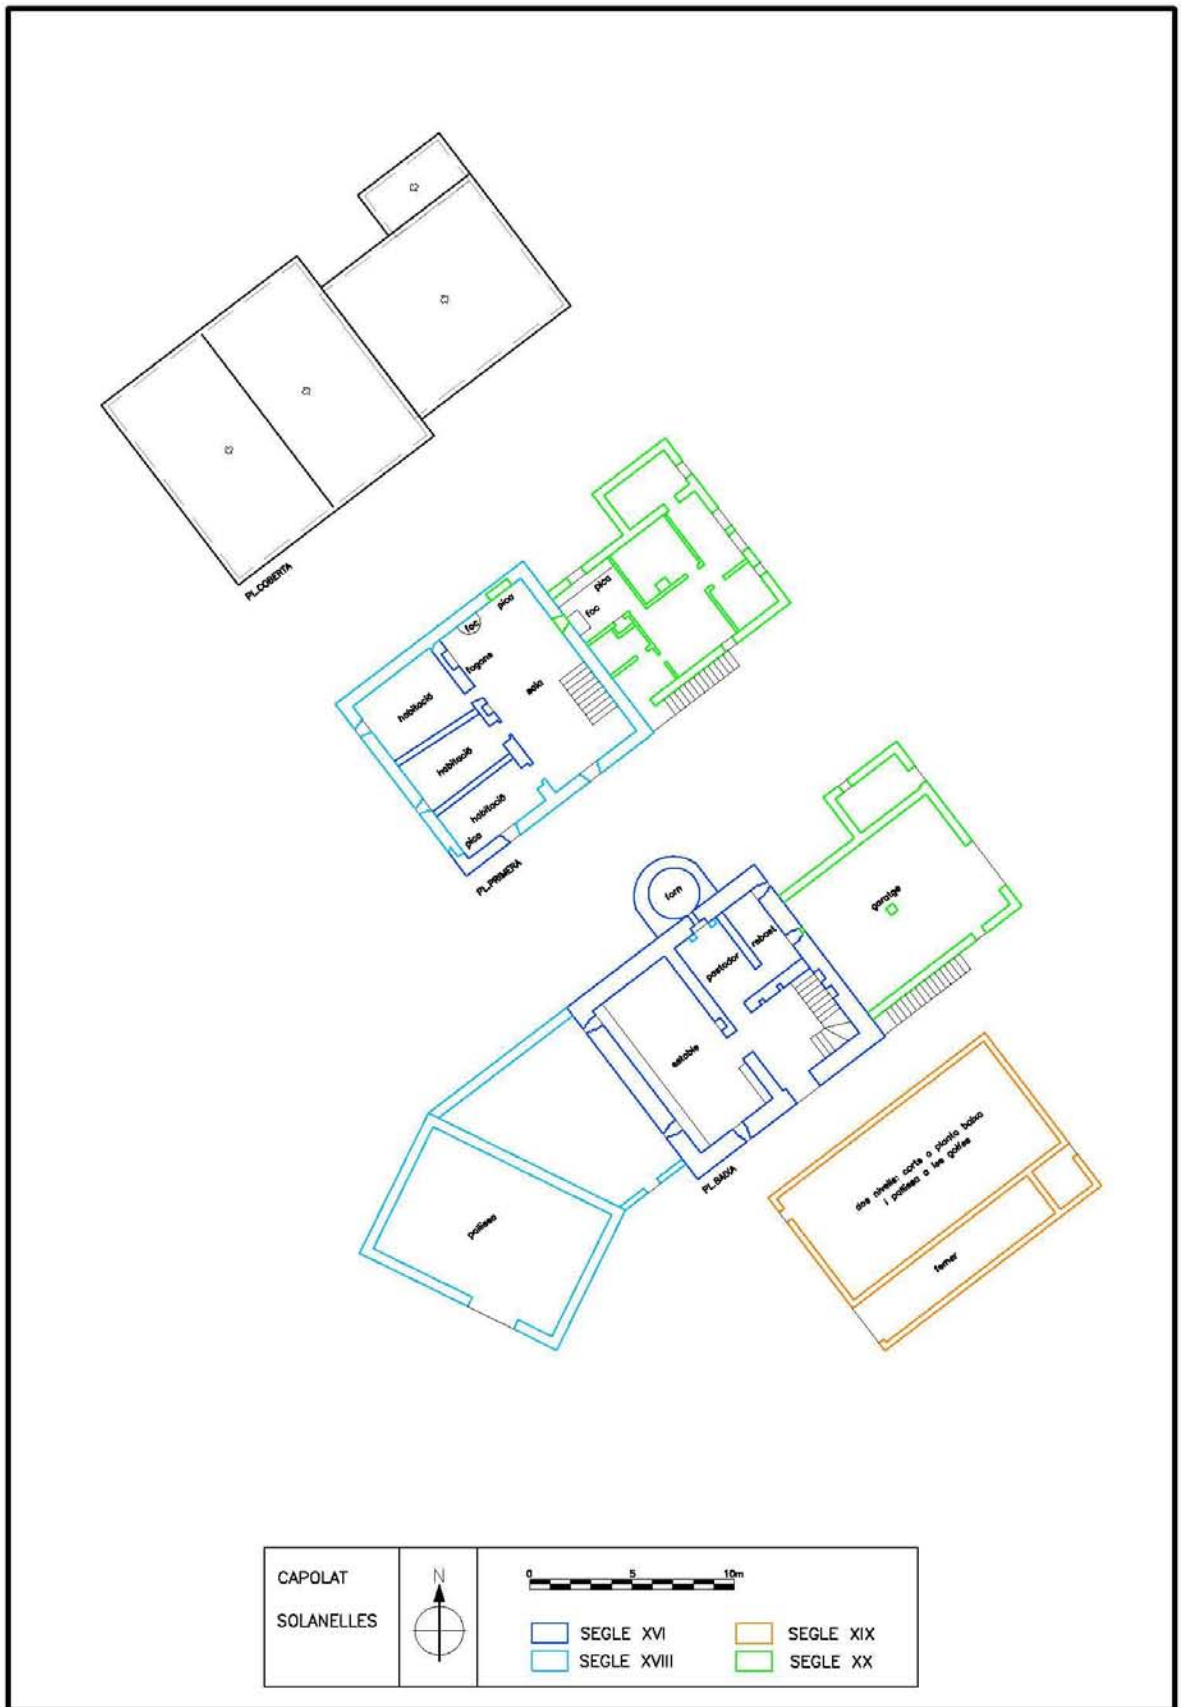 PL.COBERTA
pica
foc
pica
foc
fogons
sala
habitació
habitació
habitació
pica
PL.PRIMERA
forn
rebost
pastador
garatge
estable
PL.BAIXA
pallissa
dos nivells: corts a planta baixa
i pallissa a les golfes
femer
CAPOLAT
SOLANELLES
N
0 5 10m
SEGLE XVI
SEGLE XVIII
SEGLE XIX
SEGLE XX